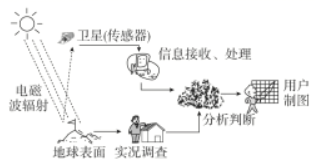 卫星(传感器)
信息接收、处理
电磁
波辐射
用户
制图
分析判断
地球表面
实况调查